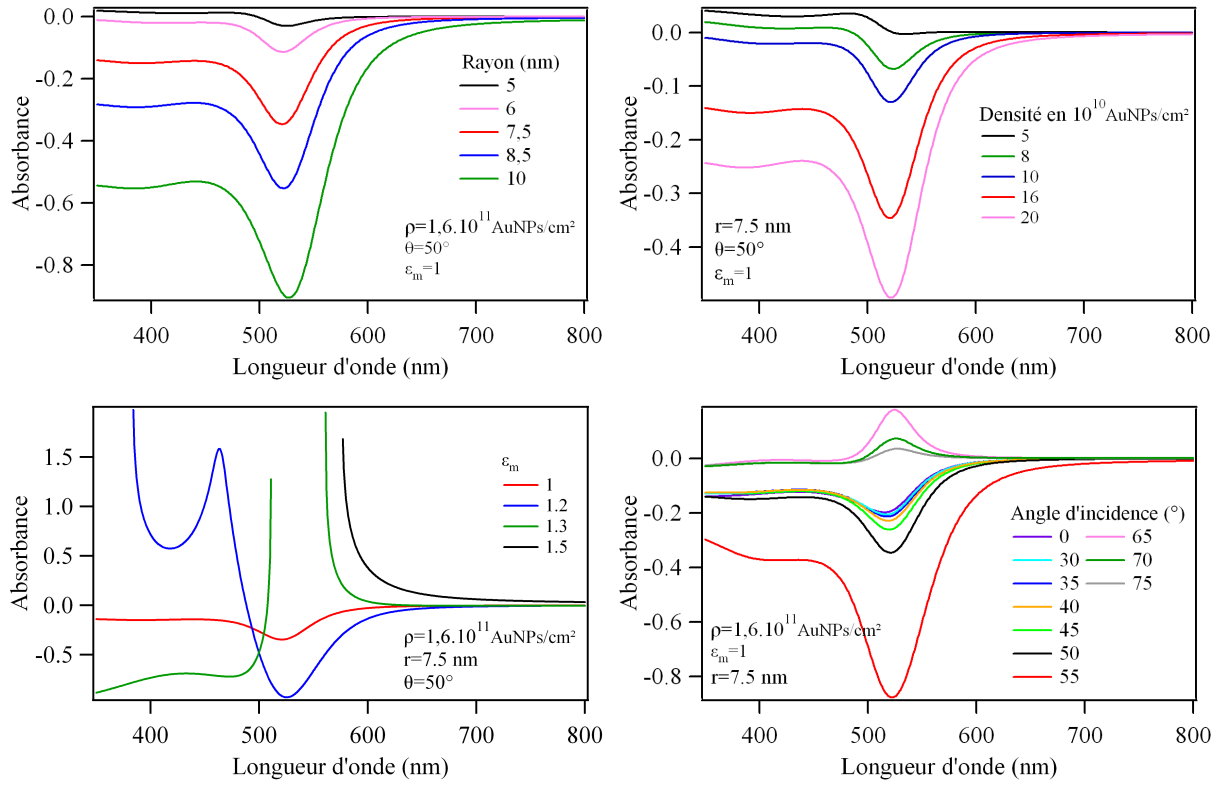 0.0
-0.2
-0.4
-0.6
-0.8
Absorbance
Rayon (nm)
5
6
7,5
8,5
10
ρ=1,6.10¹¹AuNPs/cm²
θ=50°
εₘ=1
400 500 600 700 800
Longueur d'onde (nm)
0.0
-0.1
-0.2
-0.3
-0.4
Absorbance
Densité en 10¹⁰AuNPs/cm²
5
8
10
16
20
r=7.5 nm
θ=50°
εₘ=1
400 500 600 700 800
Longueur d'onde (nm)
1.5
1.0
0.5
0.0
-0.5
Absorbance
εₘ
1
1.2
1.3
1.5
ρ=1,6.10¹¹AuNPs/cm²
r=7.5 nm
θ=50°
400 500 600 700 800
Longueur d'onde (nm)
0.0
-0.2
-0.4
-0.6
-0.8
Absorbance
Angle d'incidence (°)
0 65
30 70
35 75
40
45
50
55
ρ=1,6.10¹¹AuNPs/cm²
εₘ=1
r=7.5 nm
400 500 600 700 800
Longueur d'onde (nm)